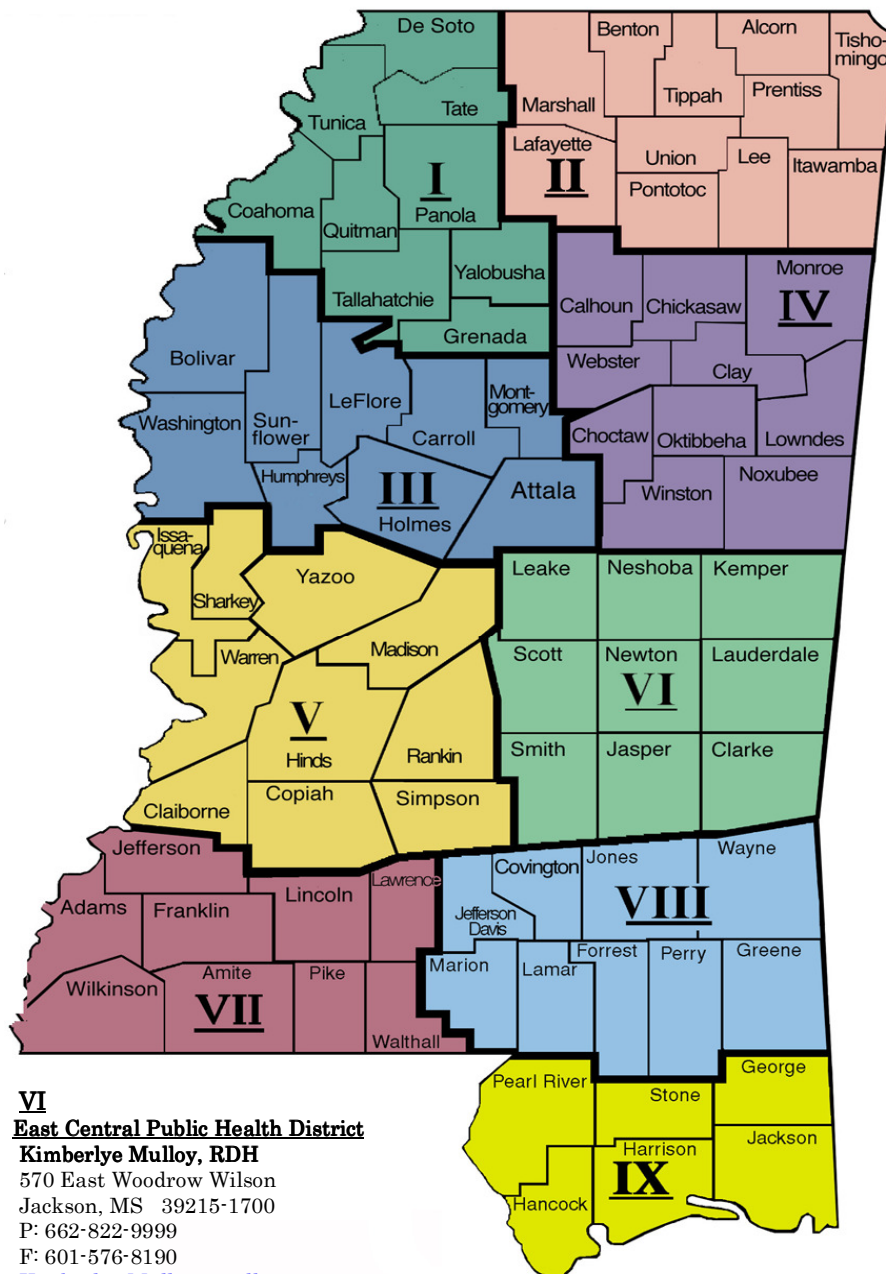 De Soto
Benton
Alcorn
Tisho-
mingo
Marshall
Tippah
Prentiss
Tate
Tunica
Lafayette
Union
Lee
Itawamba
I
II
Pontotoc
Panola
Coahoma
Quitman
Yalobusha
Tallahatchie
Grenada
Monroe
Calhoun
Chickasaw
IV
Webster
Clay
Bolivar
LeFlore
Mont-
gomery
Washington
Sun-
flower
Carroll
Choctaw
Oktibbeha
Lowndes
Humphreys
III
Holmes
Attala
Winston
Noxubee
Issa-
quena
Sharkey
Yazoo
Leake
Neshoba
Kemper
Warren
Madison
Scott
Newton
Lauderdale
VI
V
Hinds
Rankin
Smith
Jasper
Clarke
Claiborne
Copiah
Simpson
Jefferson
Lincoln
Lawrence
Covington
Jones
Wayne
VIII
Adams
Franklin
Jefferson
Davis
Marion
Lamar
Forrest
Perry
Greene
Wilkinson
Amite
Pike
VII
Walthall
Pearl River
Stone
George
Harrison
Jackson
IX
Hancock
VI
East Central Public Health District
Kimberlye Mulloy, RDH
570 East Woodrow Wilson
Jackson, MS 39215-1700
P: 662-822-9999
F: 601-576-8190